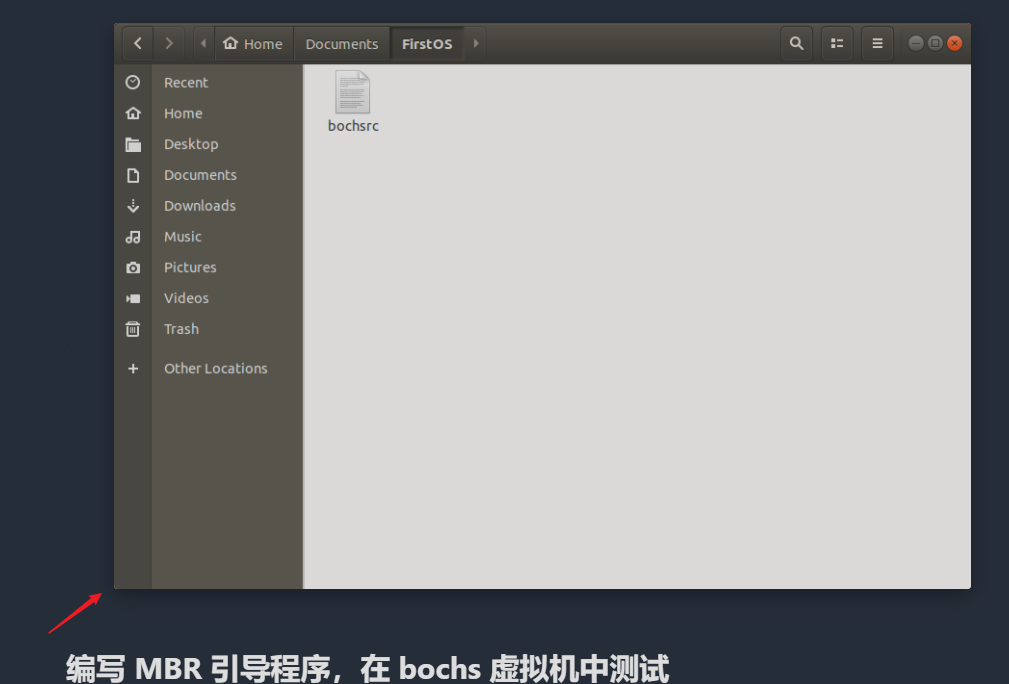 Home Documents FirstOS
Recent
Home
Desktop
Documents
Downloads
Music
Pictures
Videos
Trash
Other Locations
bochsrc
编写 MBR 引导程序，在 bochs 虚拟机中测试